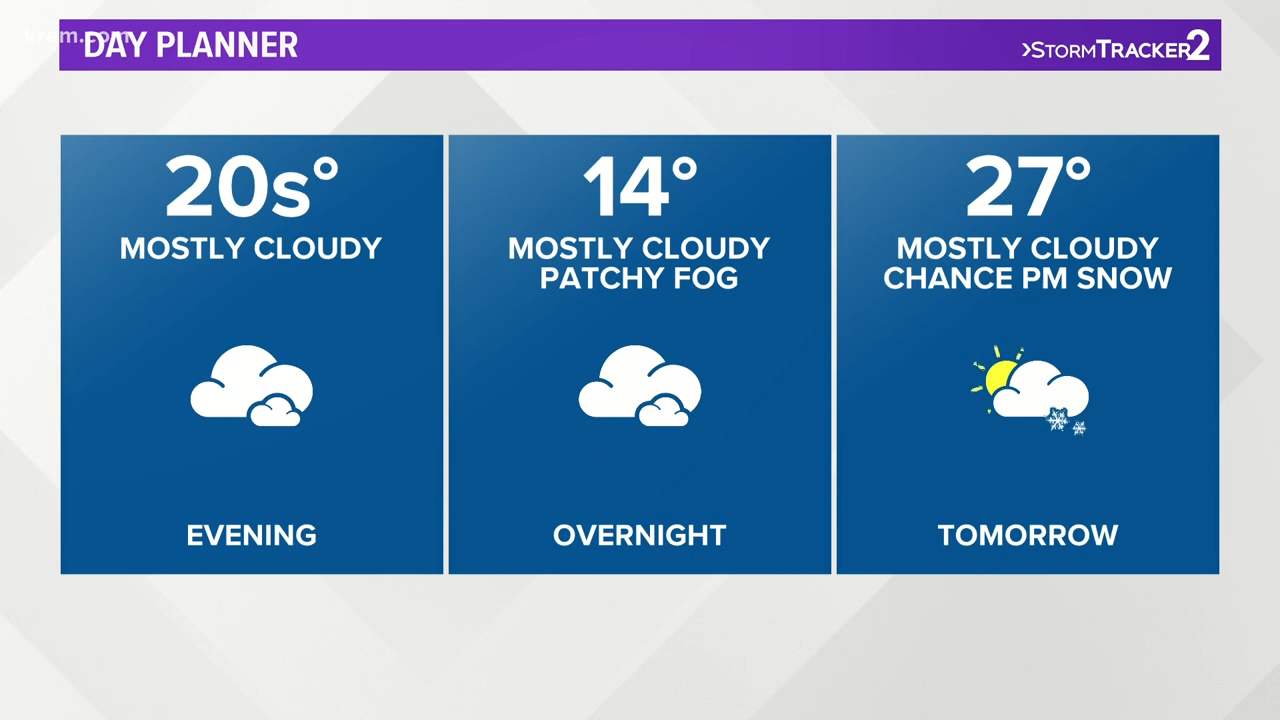 krem.com
DAY PLANNER
STORMTRACKER2
20s°
MOSTLY CLOUDY
EVENING
14°
MOSTLY CLOUDY
PATCHY FOG
OVERNIGHT
27°
MOSTLY CLOUDY
CHANCE PM SNOW
TOMORROW